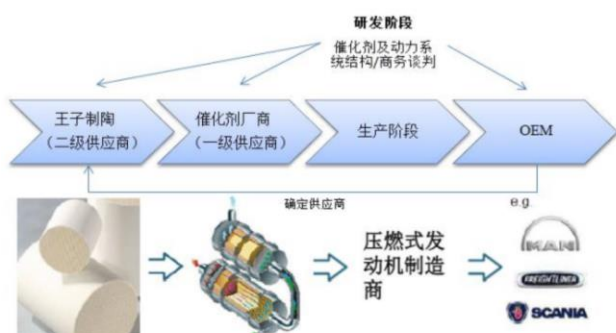 研发阶段
催化剂及动力系
统结构/商务谈判
王子制陶
（二级供应商）
催化剂厂商
（一级供应商）
生产阶段
OEM
确定供应商
e.g.
压燃式发
动机制造
商
MAN
FREIGHTLINER
SCANIA